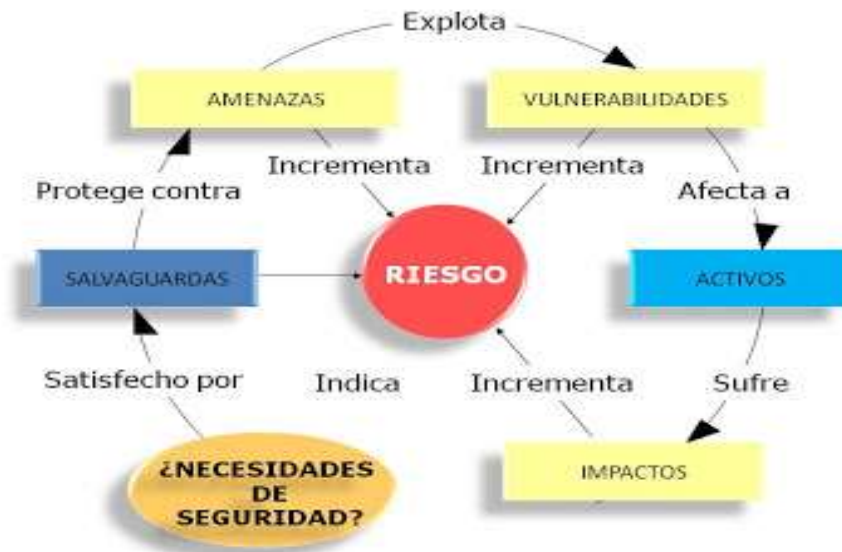 Explota
AMENAZAS
VULNERABILIDADES
Incrementa
Incrementa
Protege contra
Afecta a
SALVAGUARDAS
RIESGO
ACTIVOS
Satisfecho por
Indica
Incrementa
Sufre
¿NECESIDADES
DE
SEGURIDAD?
IMPACTOS